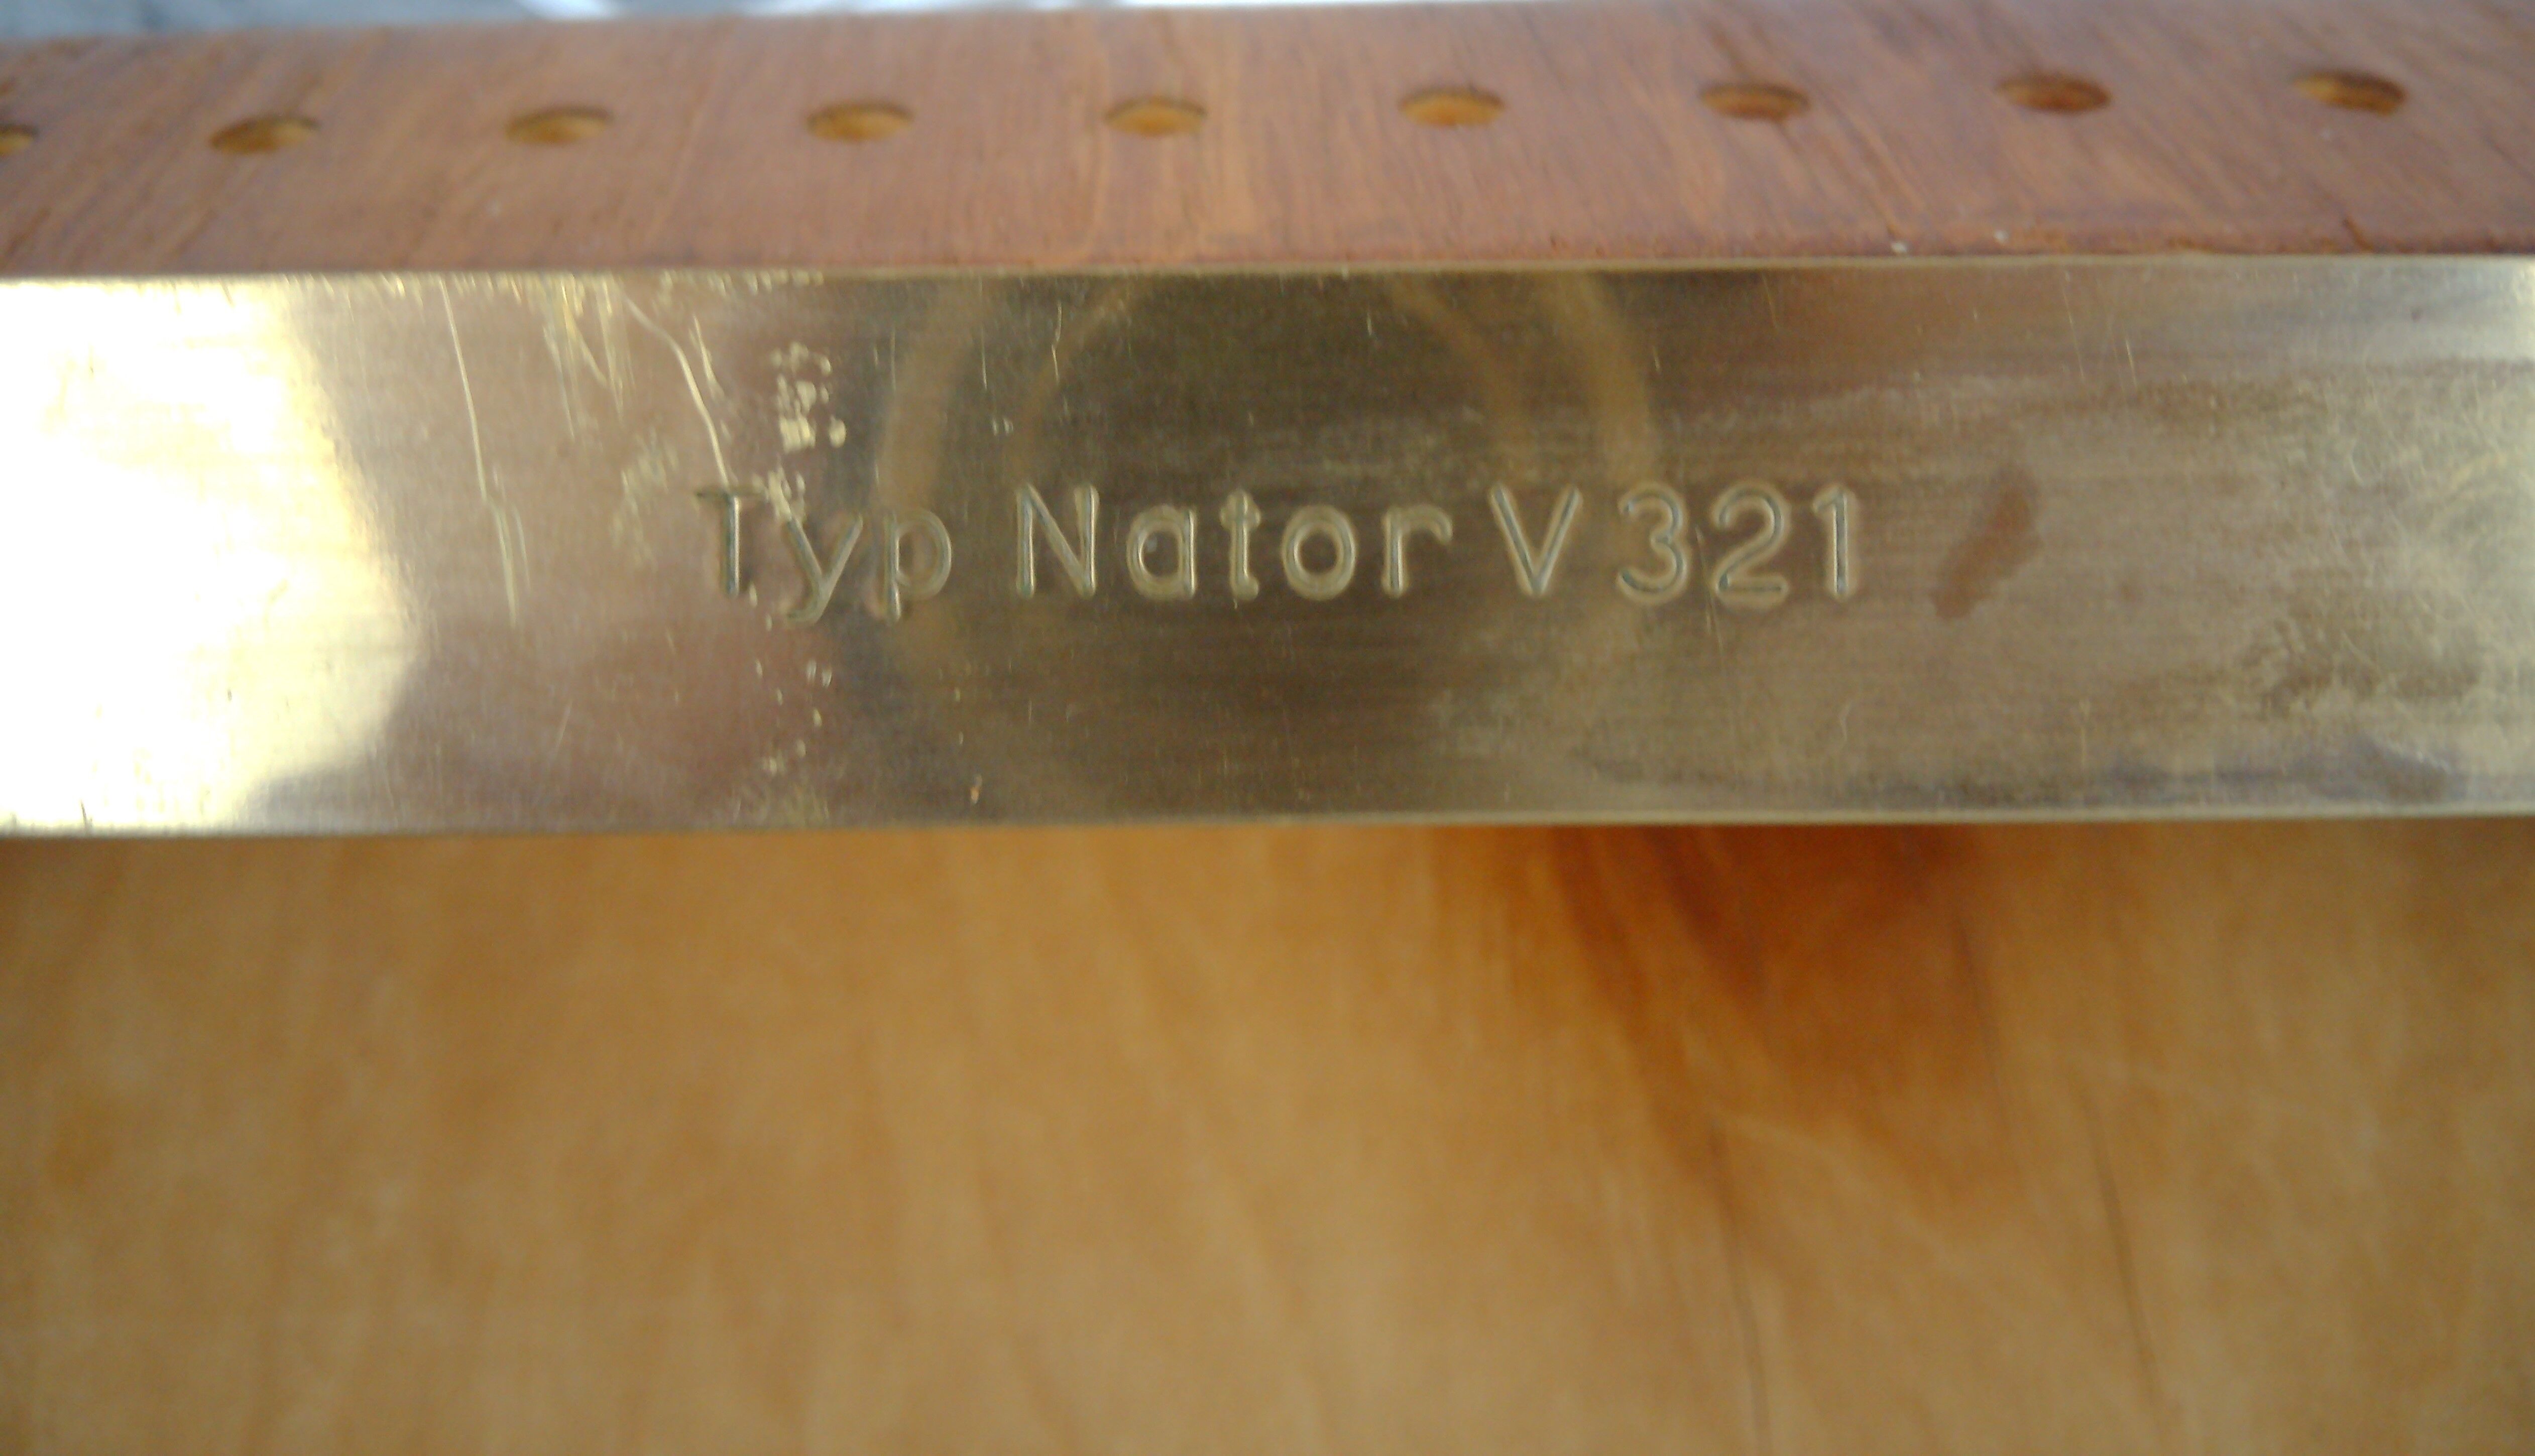 Typ Nator V 321